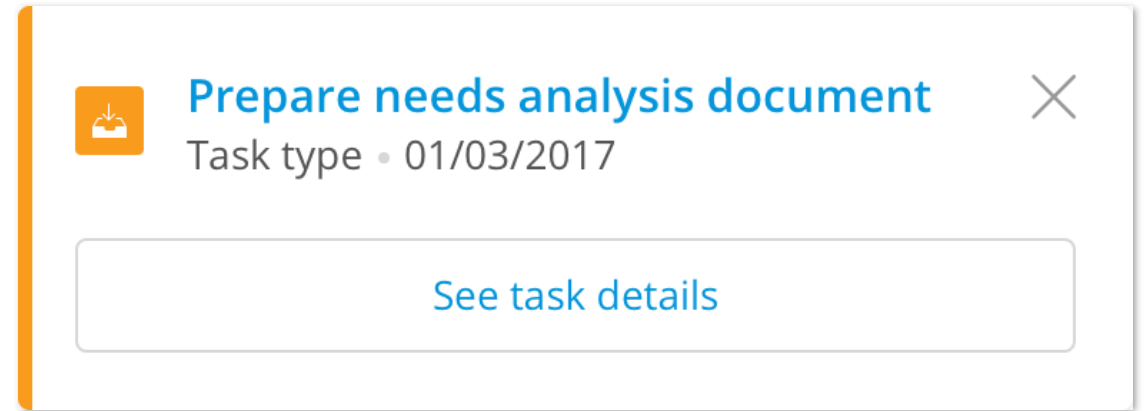 Prepare needs analysis document
Task type • 01/03/2017
See task details